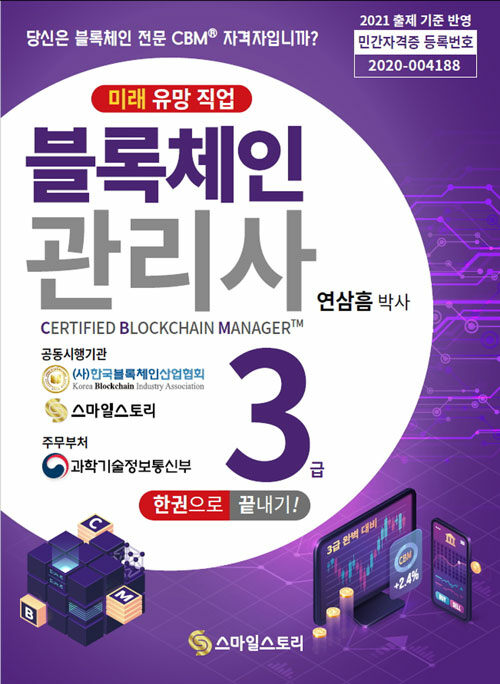 당신은 블록체인 전문 CBM® 자격자입니까?
2021 출제 기준 반영
민간자격증 등록번호
2020-004188
미래 유망 직업
블록체인
관리사
연삼흠 박사
CERTIFIED BLOCKCHAIN MANAGER™
공동시행기관
(사)한국블록체인산업협회
Korea Blockchain Industry Association
스마일스토리
주무부처
과학기술정보통신부
3급
한권으로 끝내기!
3급 완벽 대비
CBM
+2.4%
BUY SELL
C
B
M
스마일스토리